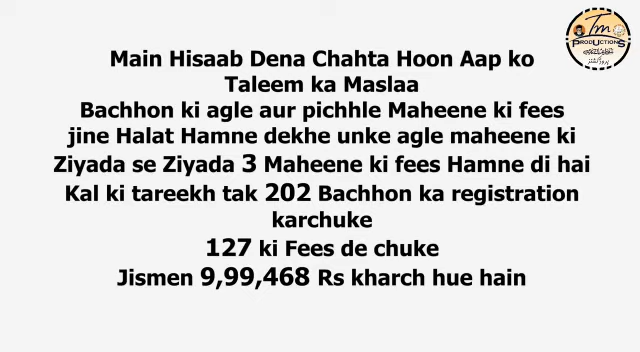 Tm
PRODUCTIONS
Main Hisaab Dena Chahta Hoon Aap ko
Taleem ka Maslaa
Bachhon ki agle aur pichhle Maheene ki fees
jine Halat Hamne dekhe unke agle maheene ki
Ziyada se Ziyada 3 Maheene ki fees Hamne di hai
Kal ki tareekh tak 202 Bachhon ka registration
karchuke
127 ki Fees de chuke
Jismen 9,99,468 Rs kharch hue hain